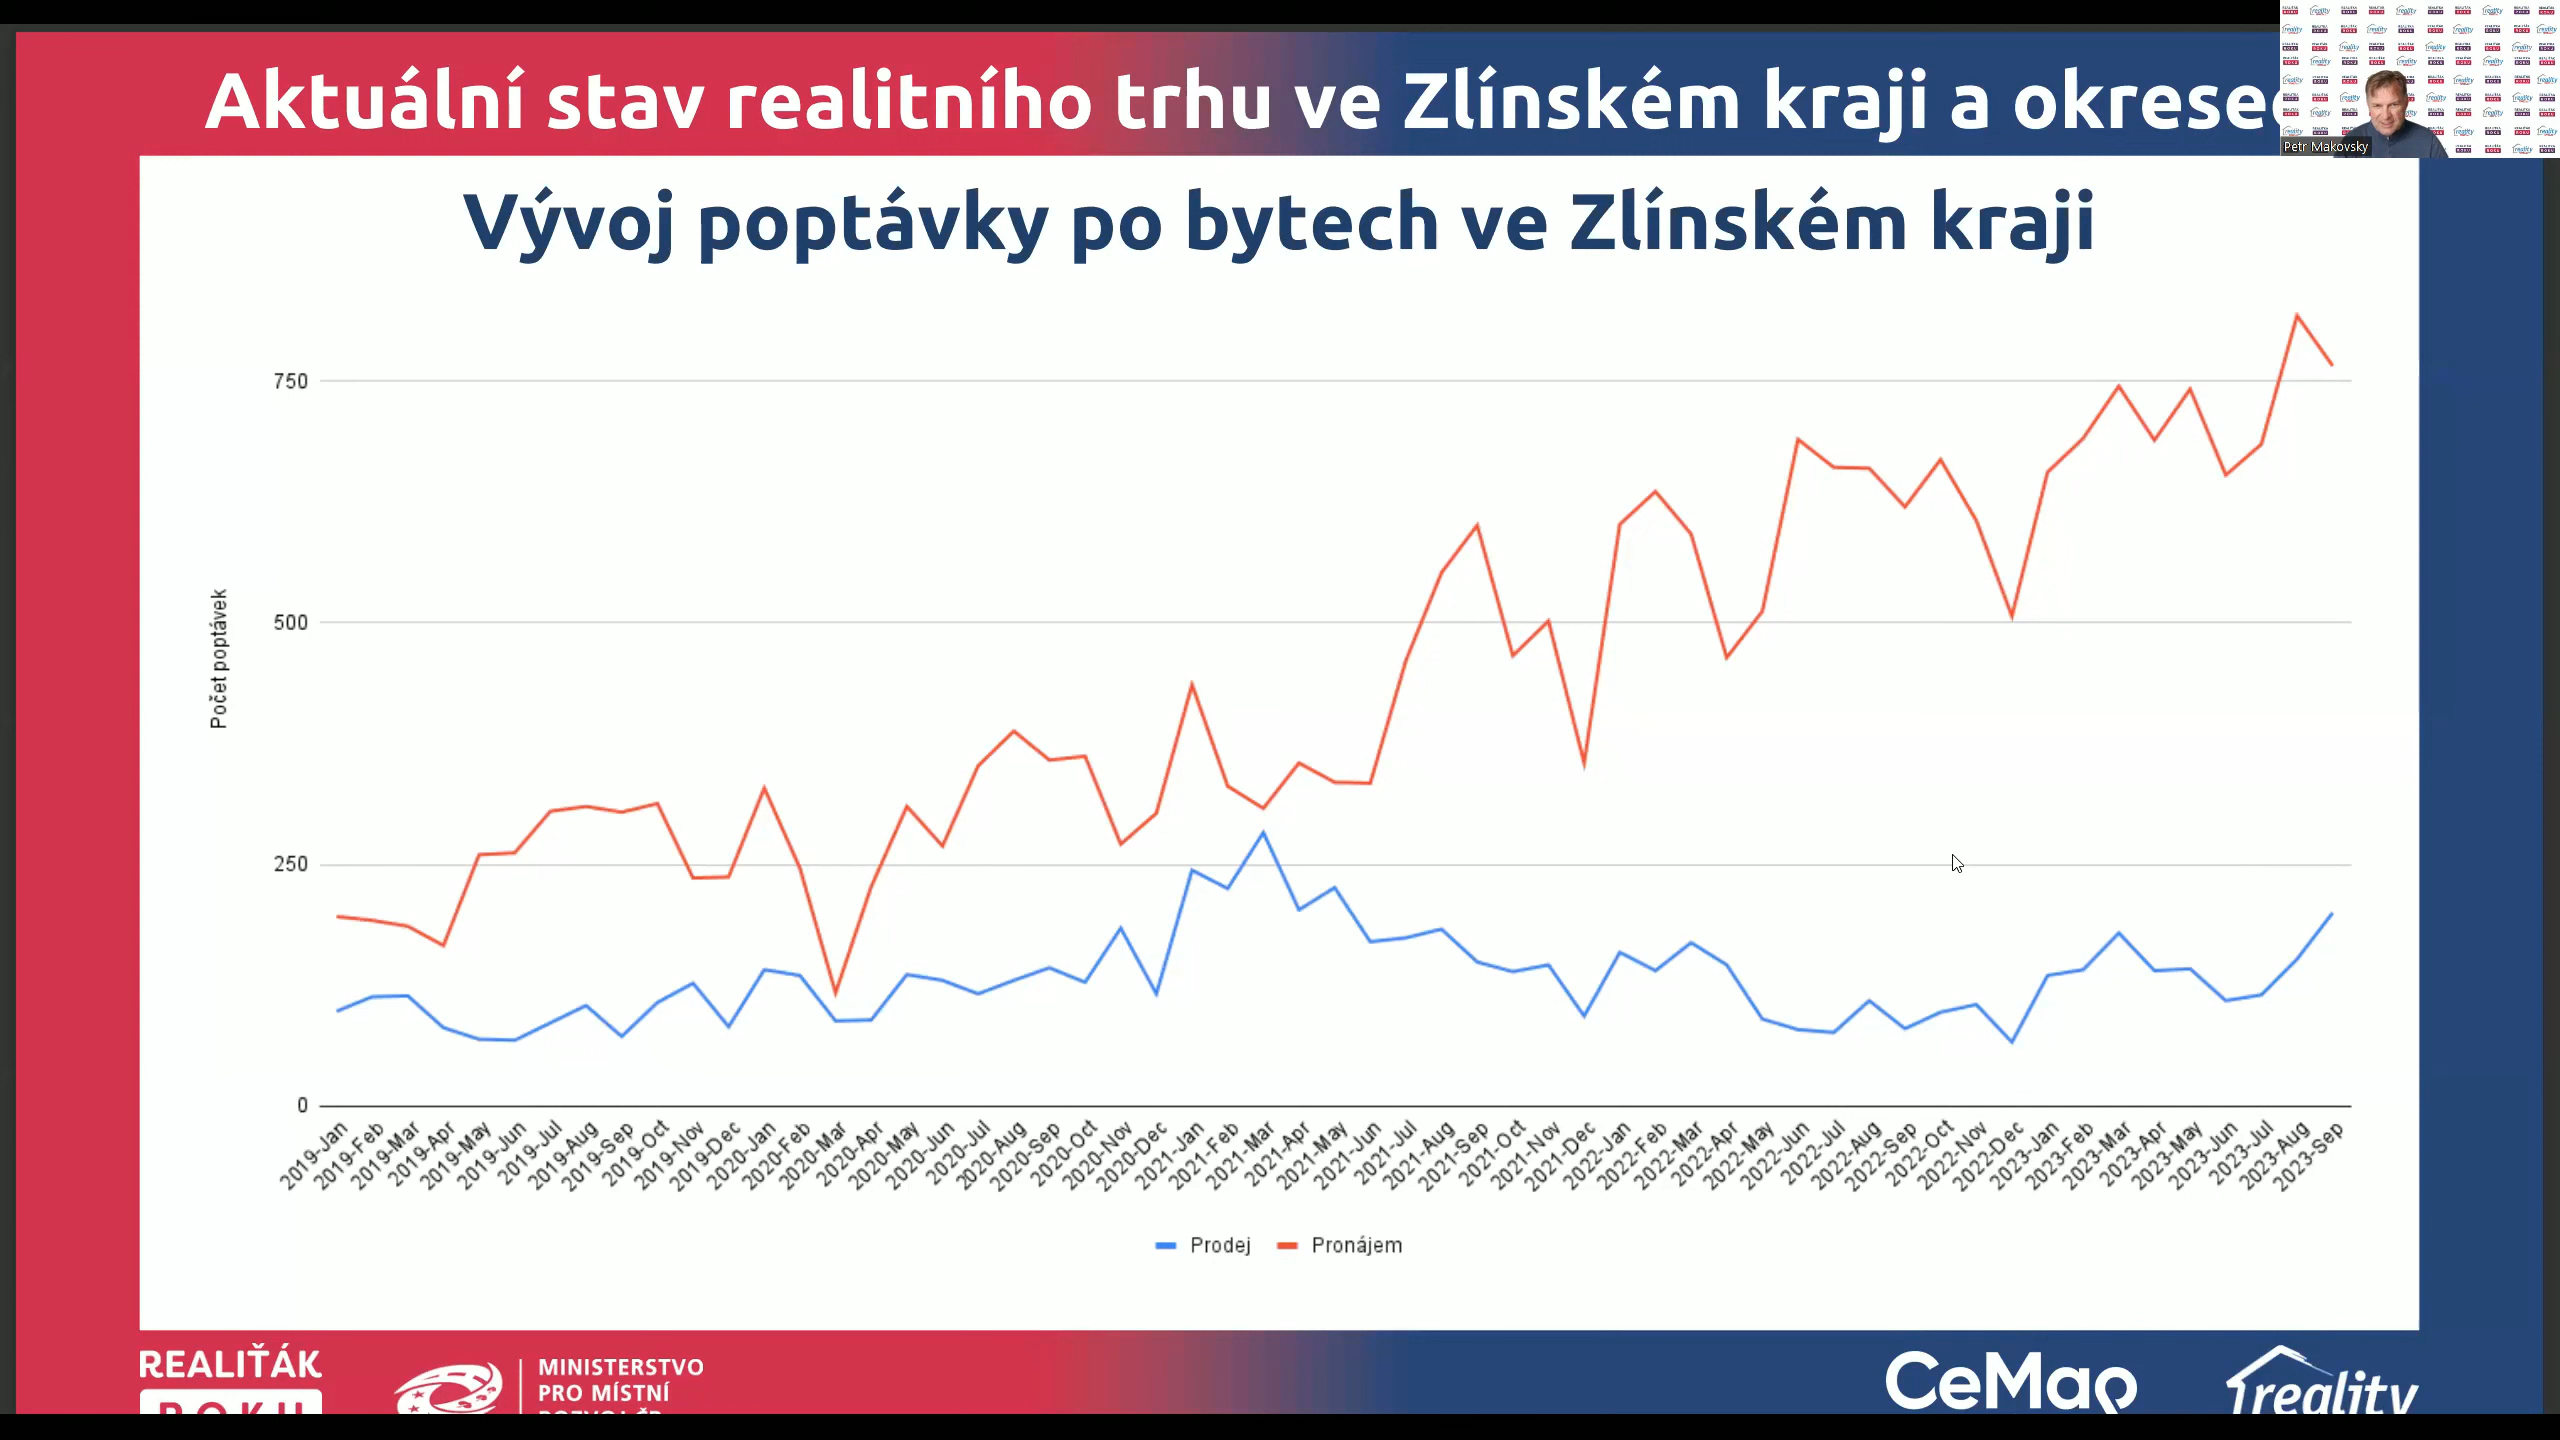 Aktuální stav realitního trhu ve Zlínském kraji a
Petr Makovsky
Vývoj poptávky po bytech ve Zlínském kraji
Počet poptávek
750
500
250
0
2019-Jan
2019-Feb
2019-Mar
2019-Apr
2019-May
2019-Jun
2019-Jul
2019-Aug
2019-Sep
2019-Oct
2019-Nov
2019-Dec
2020-Jan
2020-Feb
2020-Mar
2020-Apr
2020-May
2020-Jun
2020-Jul
2020-Aug
2020-Sep
2020-Oct
2020-Nov
2020-Dec
2021-Jan
2021-Feb
2021-Mar
2021-Apr
2021-May
2021-Jun
2021-Jul
2021-Aug
2021-Sep
2021-Oct
2021-Nov
2021-Dec
2022-Jan
2022-Feb
2022-Mar
2022-Apr
2022-May
2022-Jun
2022-Jul
2022-Aug
2022-Sep
2022-Oct
2022-Nov
2022-Dec
2023-Jan
2023-Feb
2023-Mar
2023-Apr
2023-May
2023-Jun
2023-Jul
2023-Aug
2023-Sep
Prodej
Pronájem
REALIŤÁK
ROKU
MINISTERSTVO
PRO MÍSTNÍ
ROZVOJ ČR
CeMap
1reality